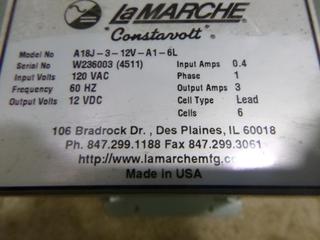 LaMARCHE
"Constavolt"
Model No A18J-3-12V-A1-6L
Serial No W236003 (4511) Input Amps 0.4
Input Volts 120 VAC Phase 1
Frequency 60 HZ Output Amps 3
Output Volts 12 VDC Cell Type Lead
Cells 6
106 Bradrock Dr. , Des Plaines, IL 60018
Ph. 847.299.1188 Fax 847.299.3061
http://www.lamarchemfg.co
Made in USA